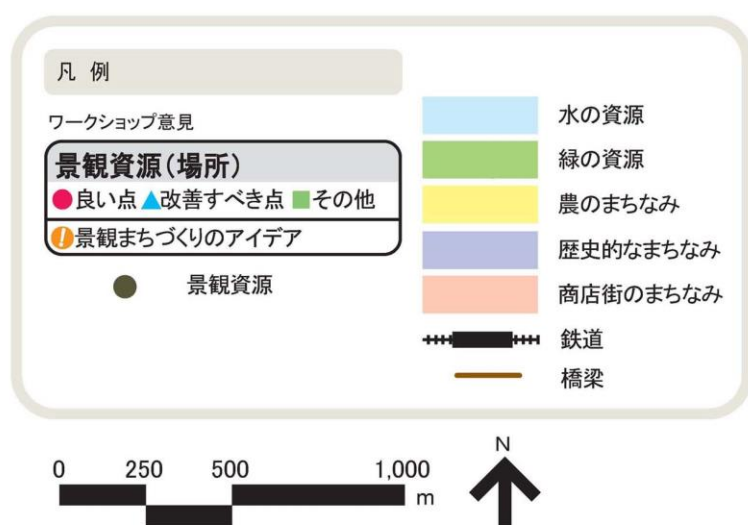 凡 例
ワークショップ意見
景観資源(場所)
良い点 改善すべき点 その他
!景観まちづくりのアイデア
景観資源
水の資源
緑の資源
農のまちなみ
歴史的なまちなみ
商店街のまちなみ
鉄道
橋梁
0 250 500 1,000 m
N